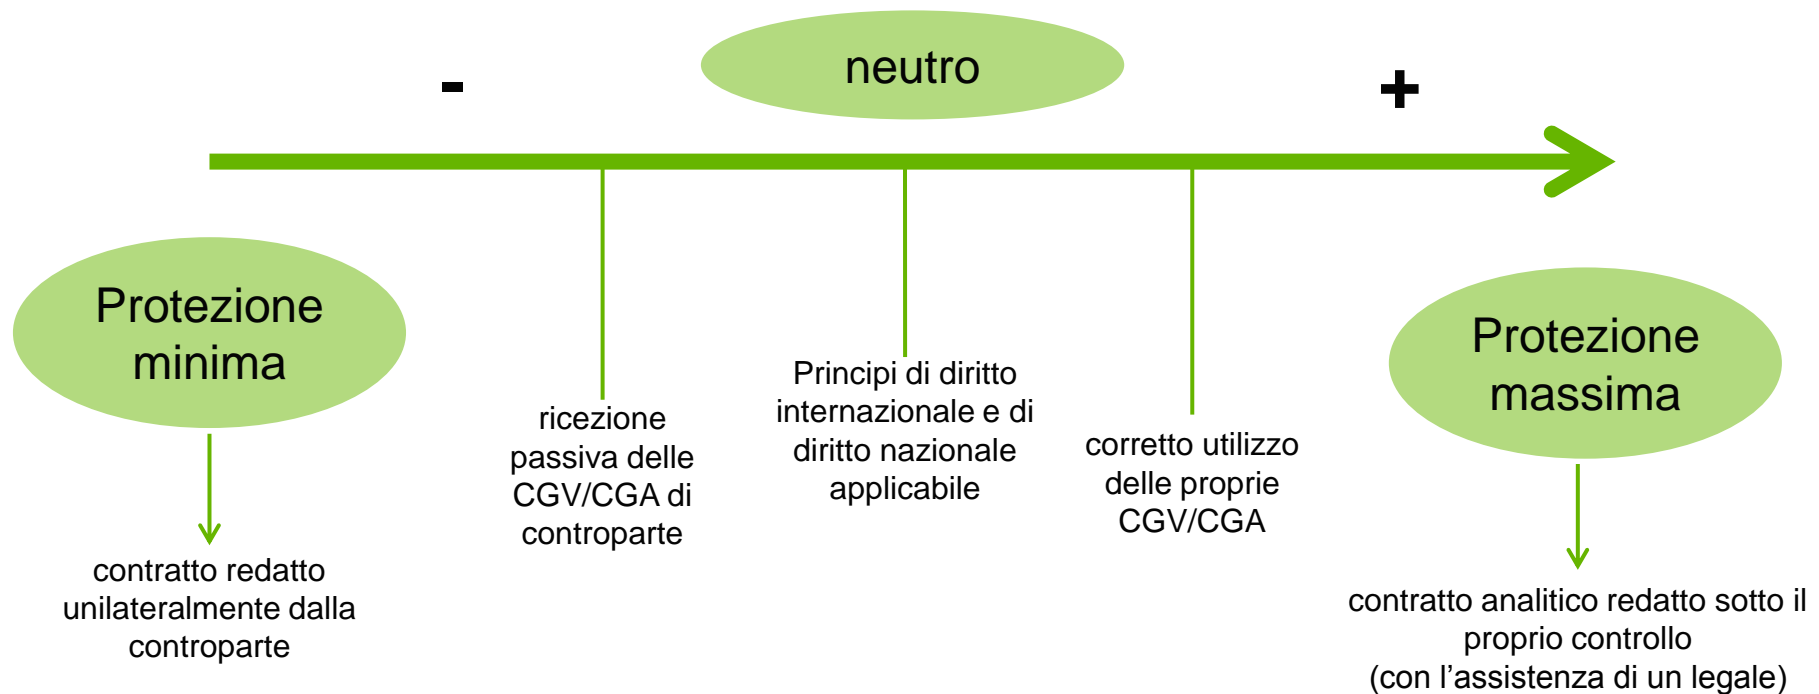 -
neutro
+
Protezione
minima
contratto redatto
unilateralmente dalla
controparte
ricezione
passiva delle
CGV/CGA di
controparte
Principi di diritto
internazionale e di
diritto nazionale
applicabile
corretto utilizzo
delle proprie
CGV/CGA
Protezione
massima
contratto analitico redatto sotto il
proprio controllo
(con l'assistenza di un legale)